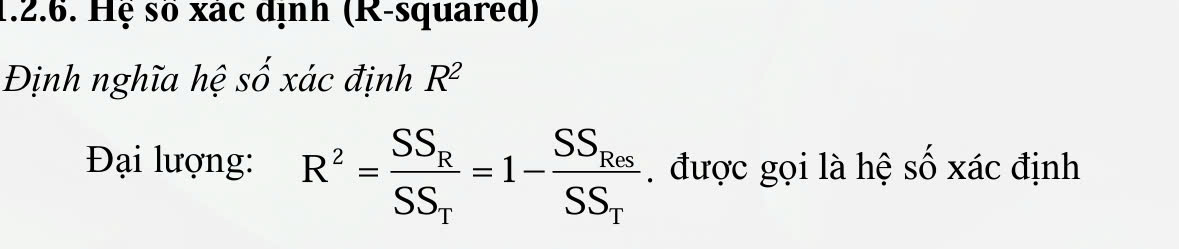 1.2.6. Hệ số xác định (R-squared)
Định nghĩa hệ số xác định R²
Đại lượng: R² = SS_R / SS_T = 1 − SS_Res / SS_T . được gọi là hệ số xác định